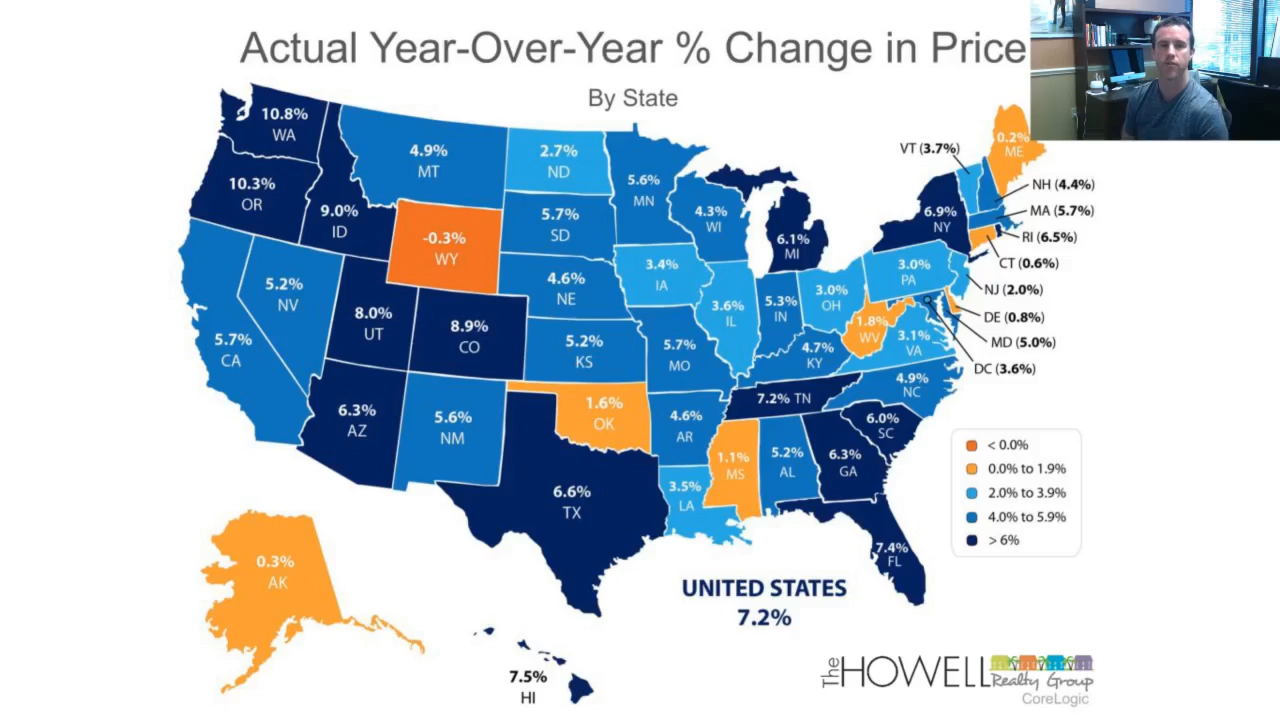 Actual Year-Over-Year % Change in Price
By State
10.8%
WA
10.3%
OR
9.0%
ID
4.9%
MT
2.7%
ND
5.6%
MN
5.7%
SD
-0.3%
WY
4.3%
WI
6.1%
MI
6.9%
NY
VT (3.7%)
0.2%
ME
NH (4.4%)
MA (5.7%)
RI (6.5%)
CT (0.6%)
NJ (2.0%)
DE (0.8%)
MD (5.0%)
DC (3.6%)
5.7%
CA
5.2%
NV
8.0%
UT
8.9%
CO
4.6%
NE
3.4%
IA
3.6%
IL
5.3%
IN
3.0%
OH
3.0%
PA
1.8%
WV
3.1%
VA
5.2%
KS
5.7%
MO
4.7%
KY
4.9%
NC
7.2% TN
6.0%
SC
6.3%
AZ
5.6%
NM
1.6%
OK
4.6%
AR
1.1%
MS
5.2%
AL
6.3%
GA
6.6%
TX
3.5%
LA
7.4%
FL
0.3%
AK
7.5%
HI
UNITED STATES
7.2%
< 0.0%
0.0% to 1.9%
2.0% to 3.9%
4.0% to 5.9%
> 6%
The HOWELL
Realty Group
CoreLogic